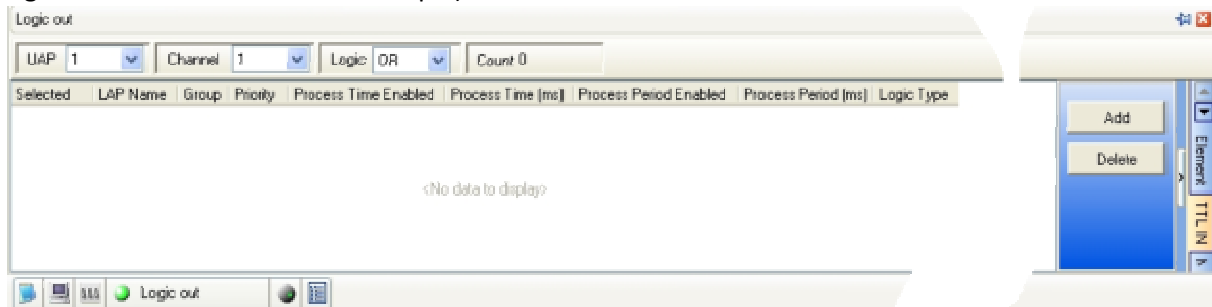 Logic out
UAP 1 Channel 1 Logic OR Count 0
Selected LAP Name Group Priority Process Time Enabled Process Time (ms) Process Period Enabled Process Period (ms) Logic Type
<No data to display>
Add
Delete
Element
TTL IN
Logic out